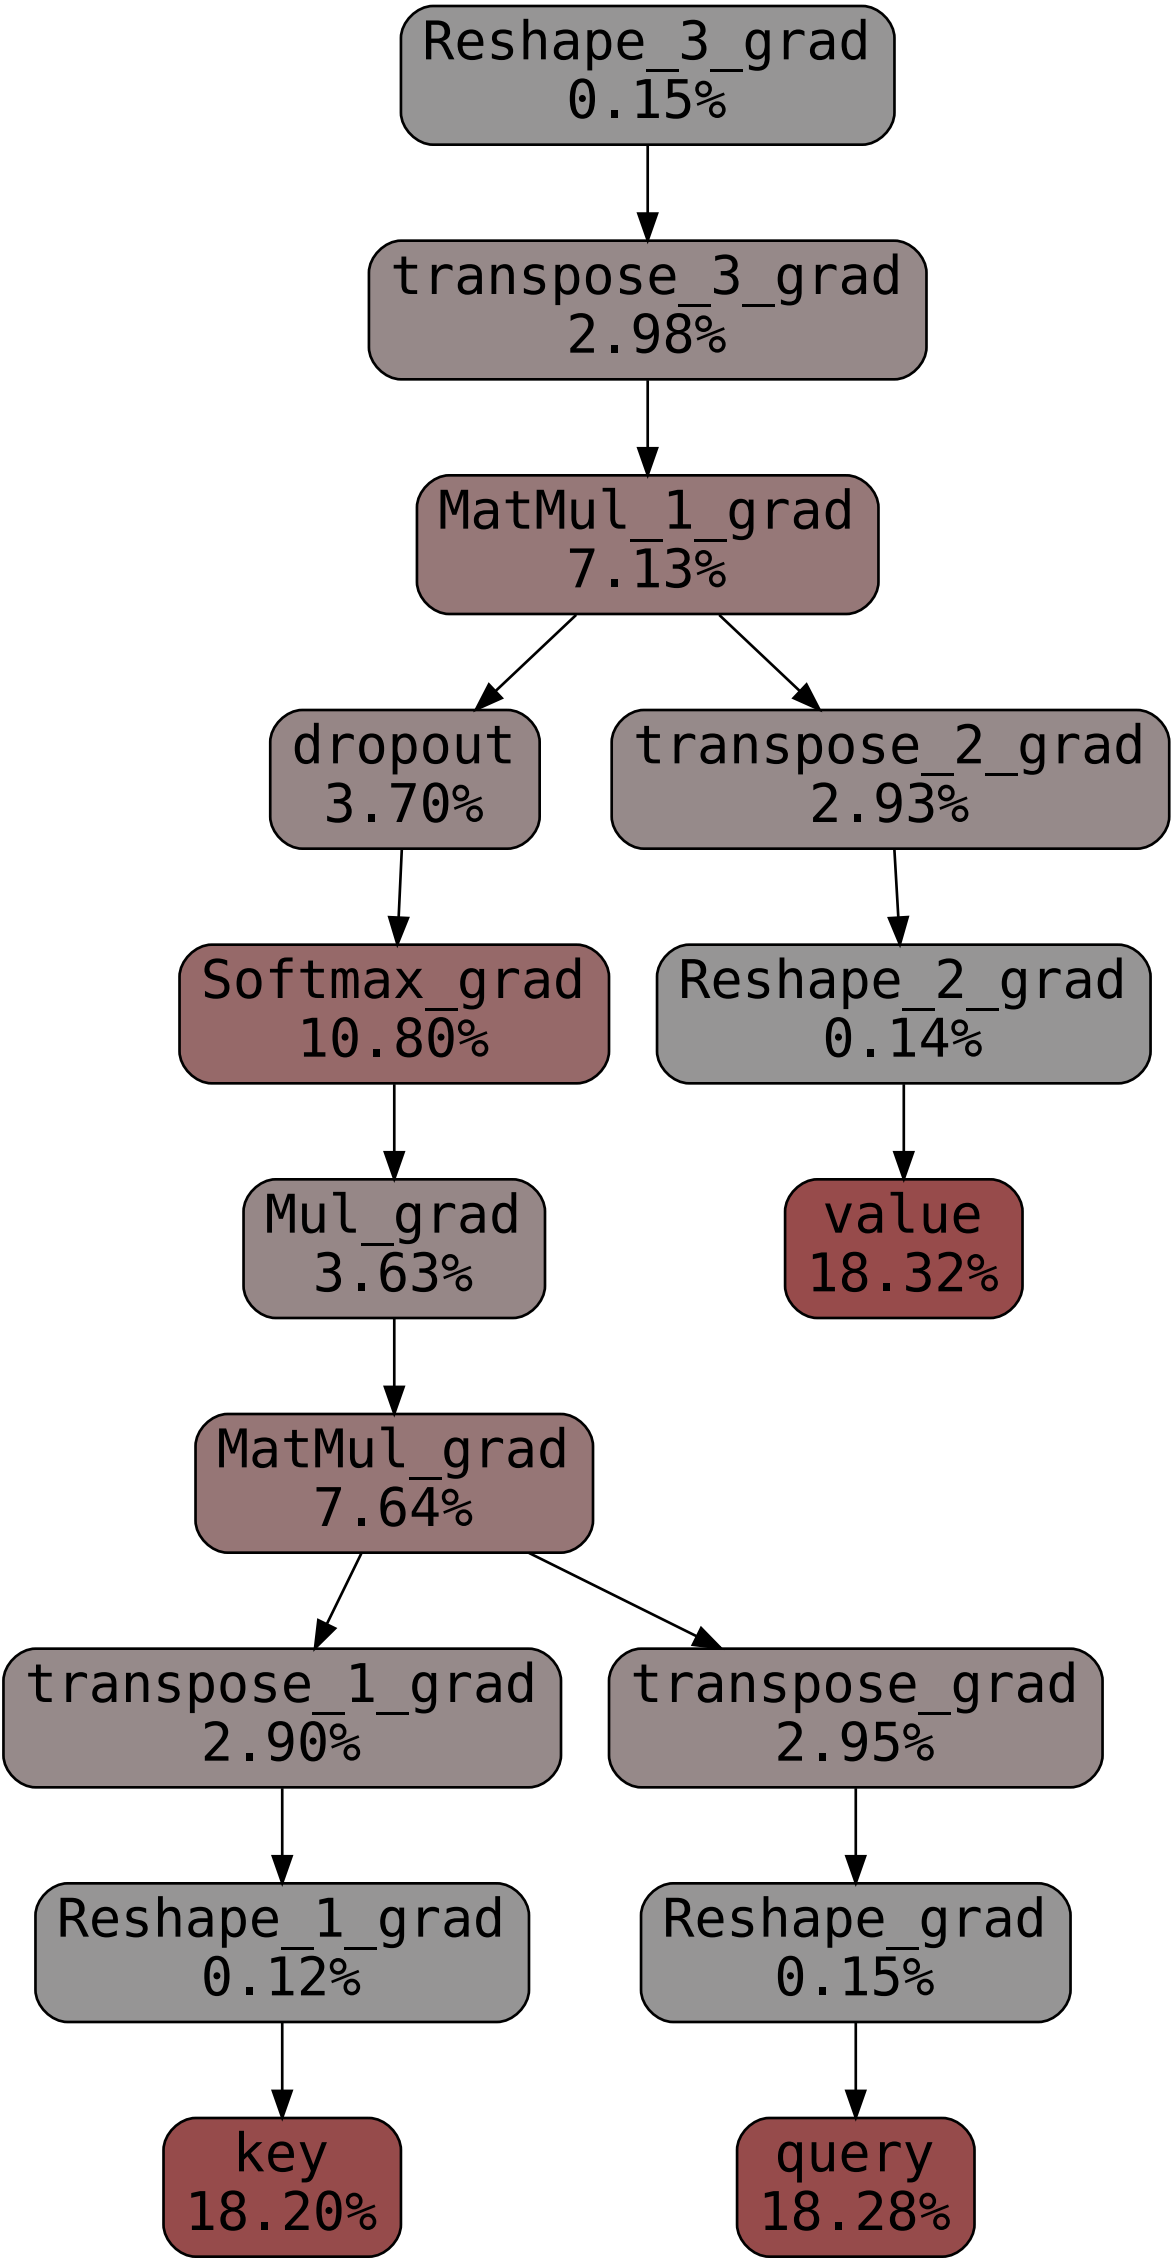 Reshape_3_grad
0.15%
transpose_3_grad
2.98%
MatMul_1_grad
7.13%
dropout
3.70%
transpose_2_grad
2.93%
Softmax_grad
10.80%
Reshape_2_grad
0.14%
Mul_grad
3.63%
value
18.32%
MatMul_grad
7.64%
transpose_1_grad
2.90%
transpose_grad
2.95%
Reshape_1_grad
0.12%
Reshape_grad
0.15%
key
18.20%
query
18.28%